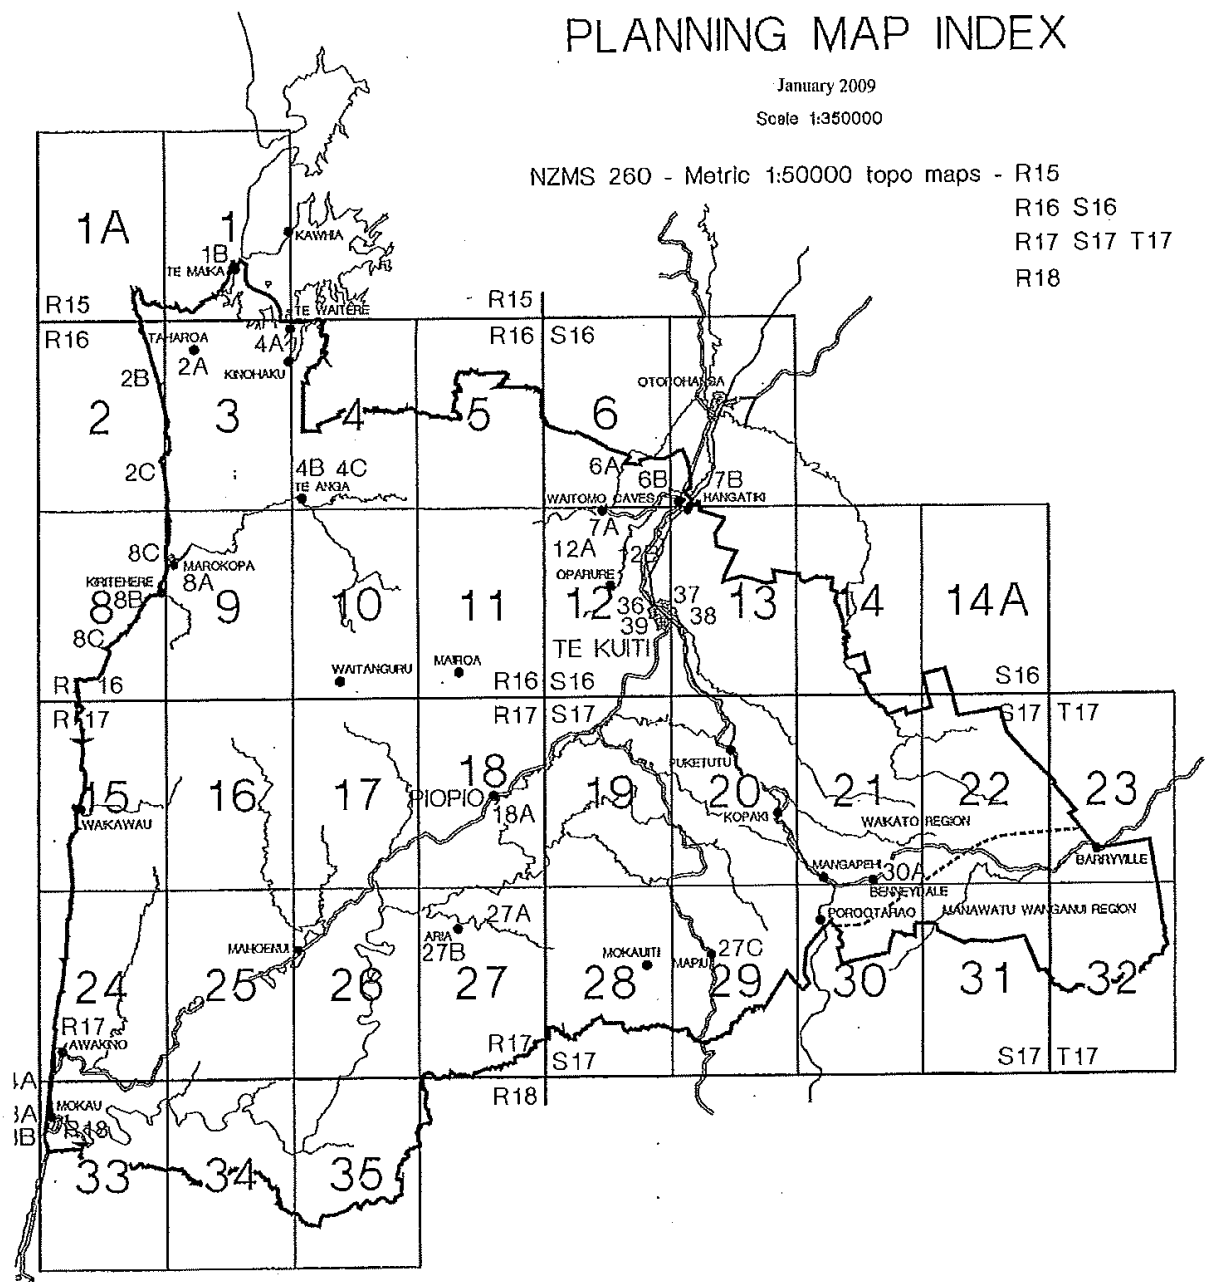 PLANNING MAP INDEX
January 2009
Scale 1:350000
NZMS 260 - Metric 1:50000 topo maps - R15
R16 S16
R17 S17 T17
R18
1A
1
KAWHIA
1B
TE MAIKA
R15
TE WAITERE
R15
R16
TAHAROA
4A
R16 S16
2A
KINOHAKU
2B
OTOROHANGA
2
3
4
5
6
2C
4B 4C
6A
6B
7B
TE ANGA
WAITOMO CAVES
HANGATIKI
7A
8C
MAROKOPA
12A
12B
KIRITEHERE
8A
OPARURE
8
8B
9
10
11
12
36
37
13
14
14A
39
38
8C
TE KUITI
WAITANGURU
MAIROA
R16
R16 S16
S16
R17
R17 S17
S17 T17
PUKETUTU
15
16
17
18
19
20
21
22
23
PIOPIO
18A
KOPAKI
WAIKAWAU
WAIKATO REGION
BARRYVILLE
MANGAPEHI
30A
BENNEYDALE
27A
POROOTARAO
MANAWATU WANGANUI REGION
ARIA
27B
MAHOENUI
MOKAUITI
MAPIU
27C
24
25
26
27
28
29
30
31
32
R17
AWAKINO
R17
S17
S17 T17
R18
MOKAU
R18
33
34
35